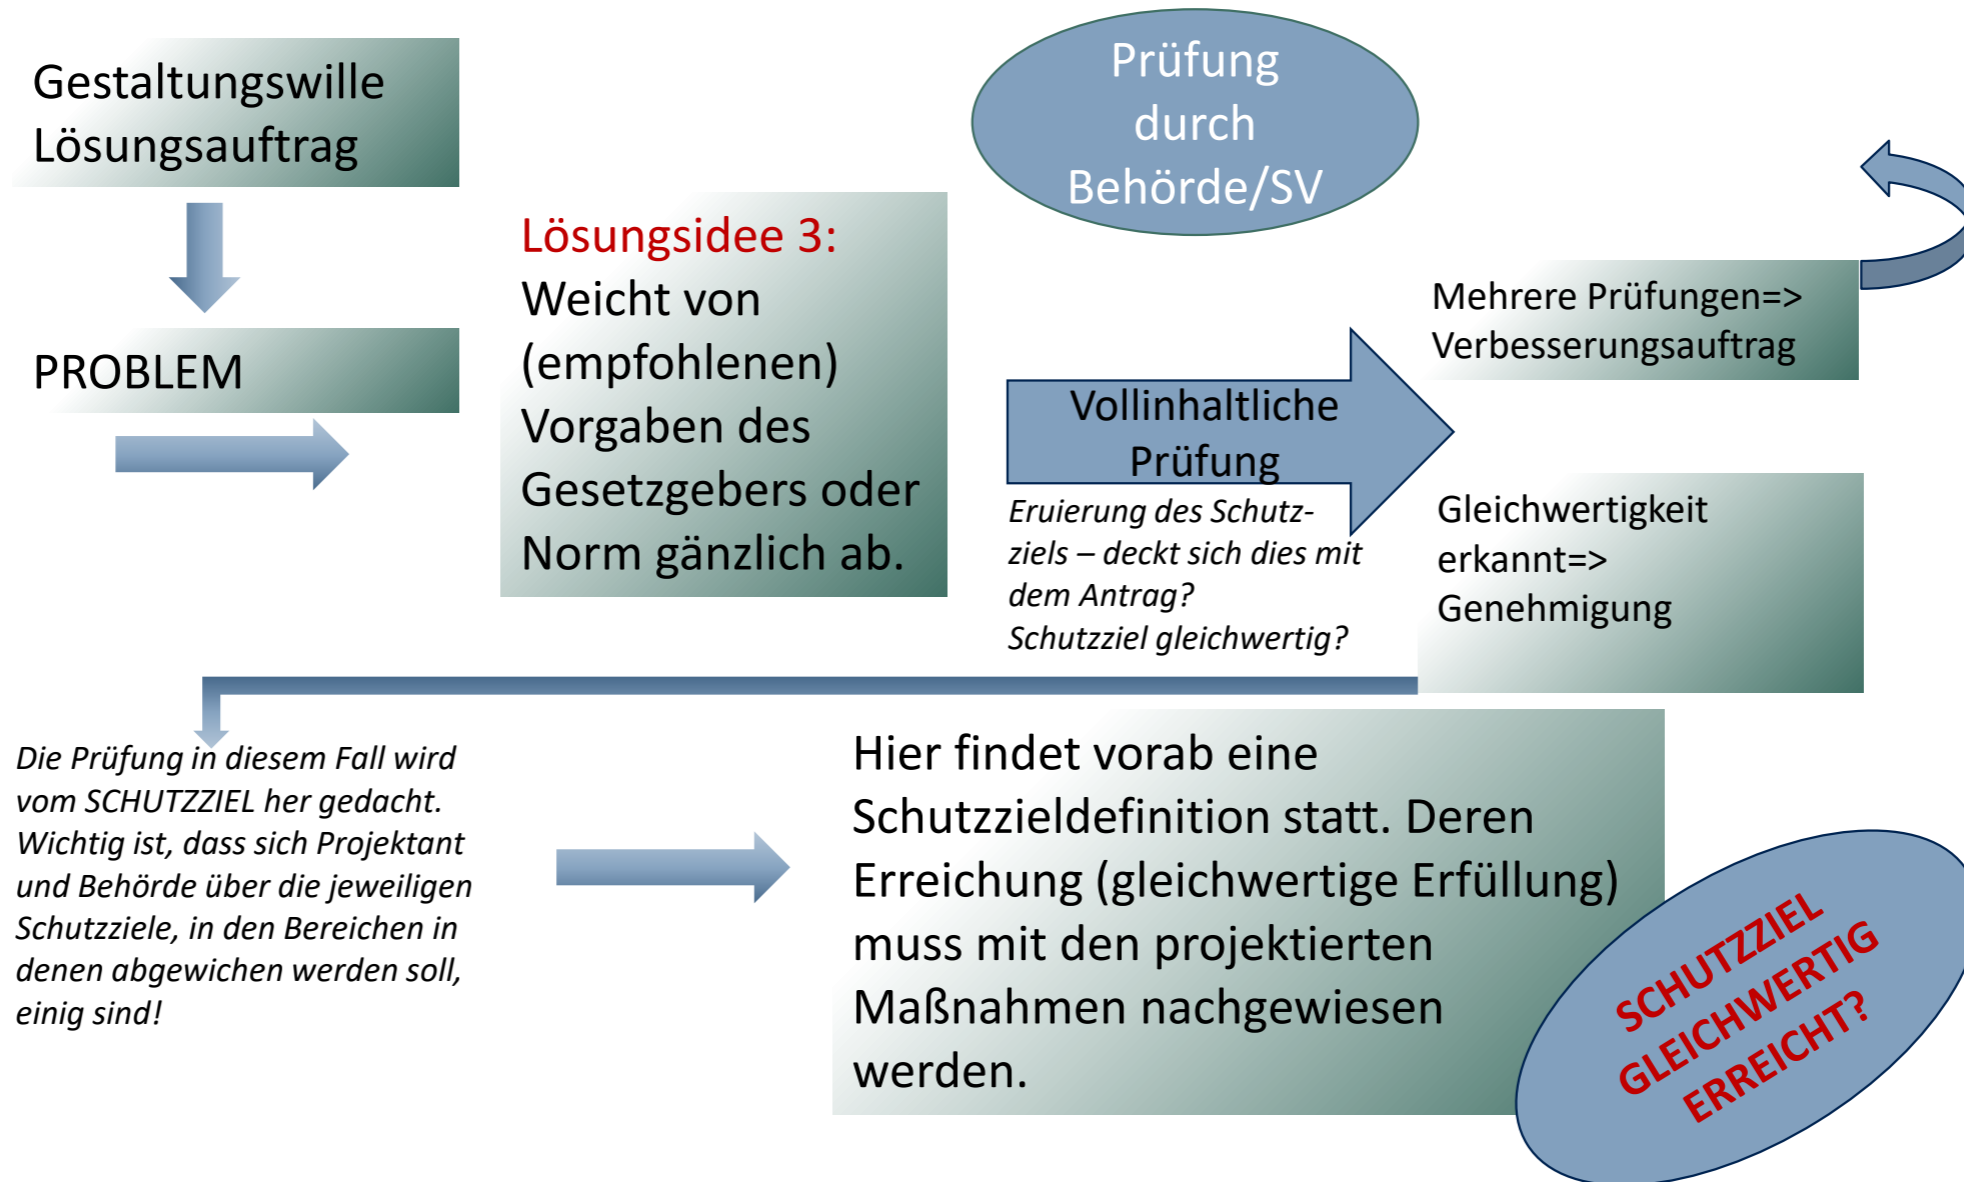 Gestaltungswille
Lösungsauftrag
PROBLEM
Lösungsidee 3:
Weicht von
(empfohlenen)
Vorgaben des
Gesetzgebers oder
Norm gänzlich ab.
Prüfung
durch
Behörde/SV
Vollinhaltliche
Prüfung
Eruierung des Schutz-
ziels – deckt sich dies mit
dem Antrag?
Schutzziel gleichwertig?
Mehrere Prüfungen=>
Verbesserungsauftrag
Gleichwertigkeit
erkannt=>
Genehmigung
Die Prüfung in diesem Fall wird
vom SCHUTZZIEL her gedacht.
Wichtig ist, dass sich Projektant
und Behörde über die jeweiligen
Schutzziele, in den Bereichen in
denen abgewichen werden soll,
einig sind!
Hier findet vorab eine
Schutzzieldefinition statt. Deren
Erreichung (gleichwertige Erfüllung)
muss mit den projektierten
Maßnahmen nachgewiesen
werden.
SCHUTZZIEL
GLEICHWERTIG
ERREICHT?